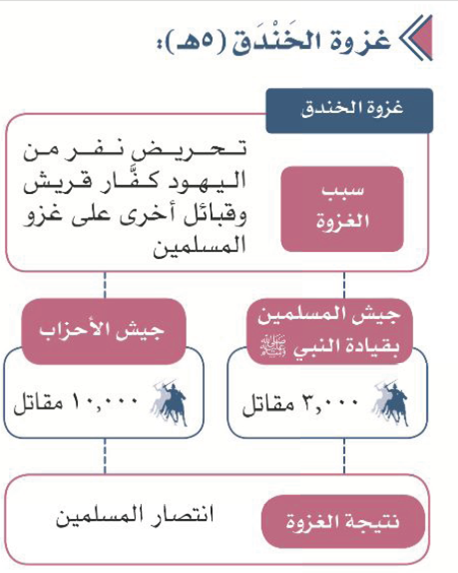 غزوة الخَنْدَق (٥هـ):
غزوة الخندق
سبب
الغزوة
تحريض نفر من
اليهود كفَّار قريش
وقبائل أخرى على غزو
المسلمين
جيش المسلمين
بقيادة النبي ﷺ
٣,٠٠٠ مقاتل
جيش الأحزاب
١٠,٠٠٠ مقاتل
نتيجة الغزوة
انتصار المسلمين